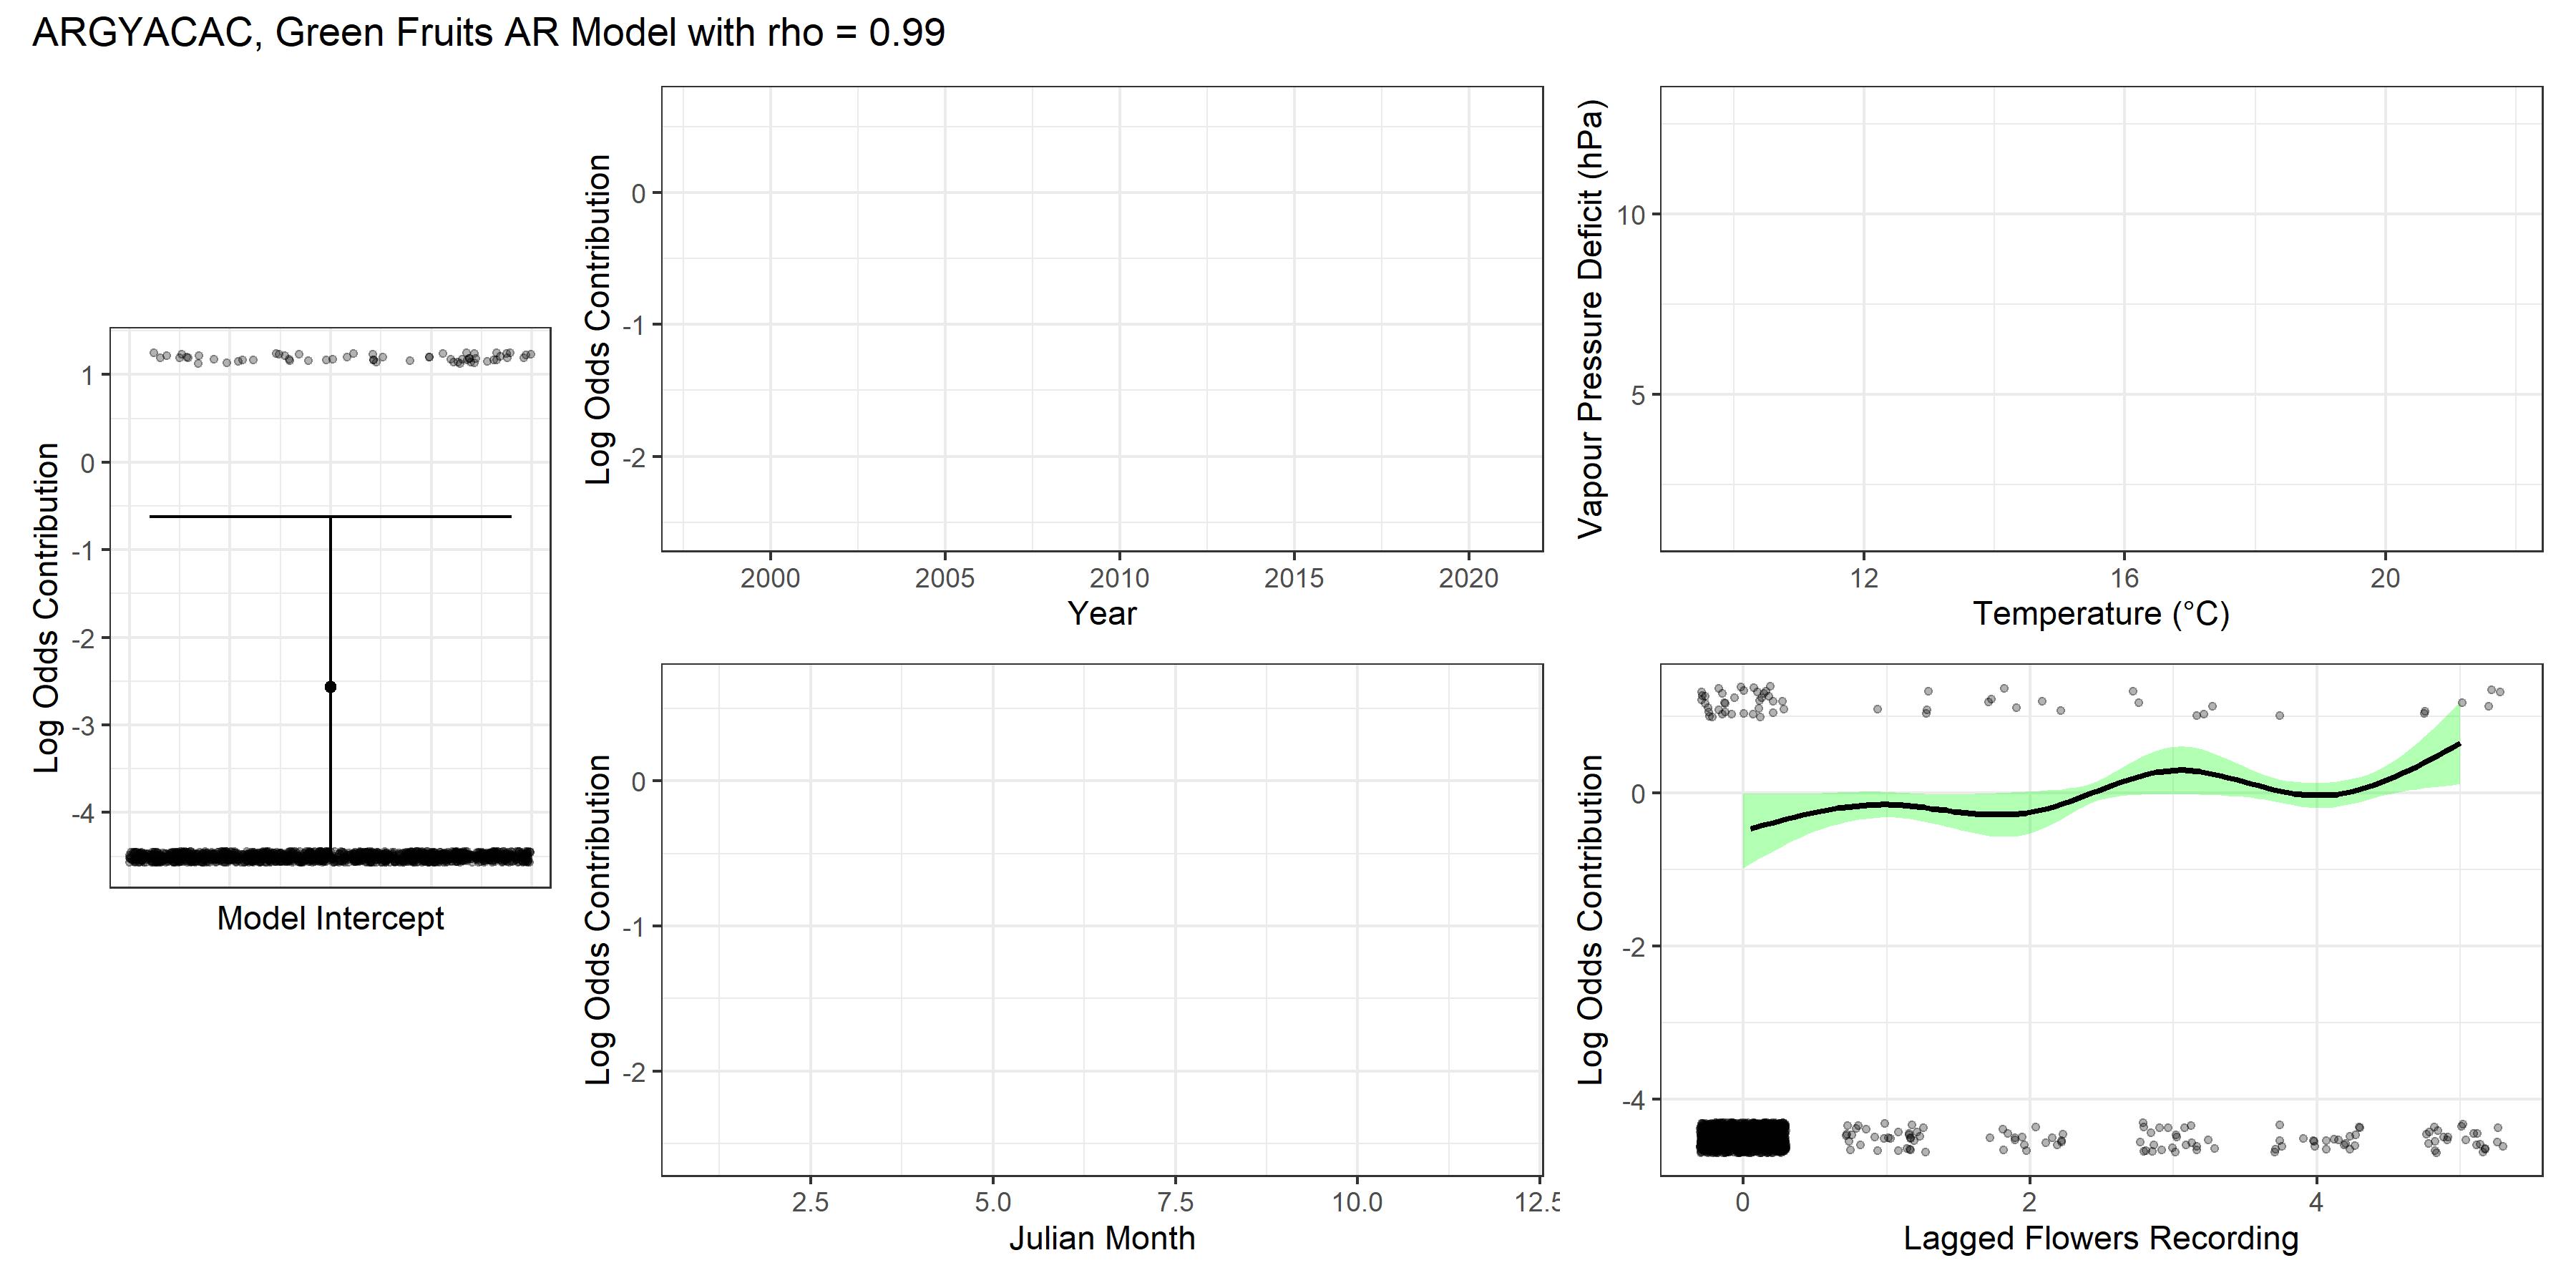 ARGYACAC, Green Fruits AR Model with rho = 0.99
Log Odds Contribution
1
0
-1
-2
-3
-4
Model Intercept
Log Odds Contribution
0
-1
-2
2000 2005 2010 2015 2020
Year
Vapour Pressure Deficit (hPa)
10
5
12 16 20
Temperature (°C)
Log Odds Contribution
0
-1
-2
2.5 5.0 7.5 10.0 12.5
Julian Month
Log Odds Contribution
0
-2
-4
0 2 4
Lagged Flowers Recording